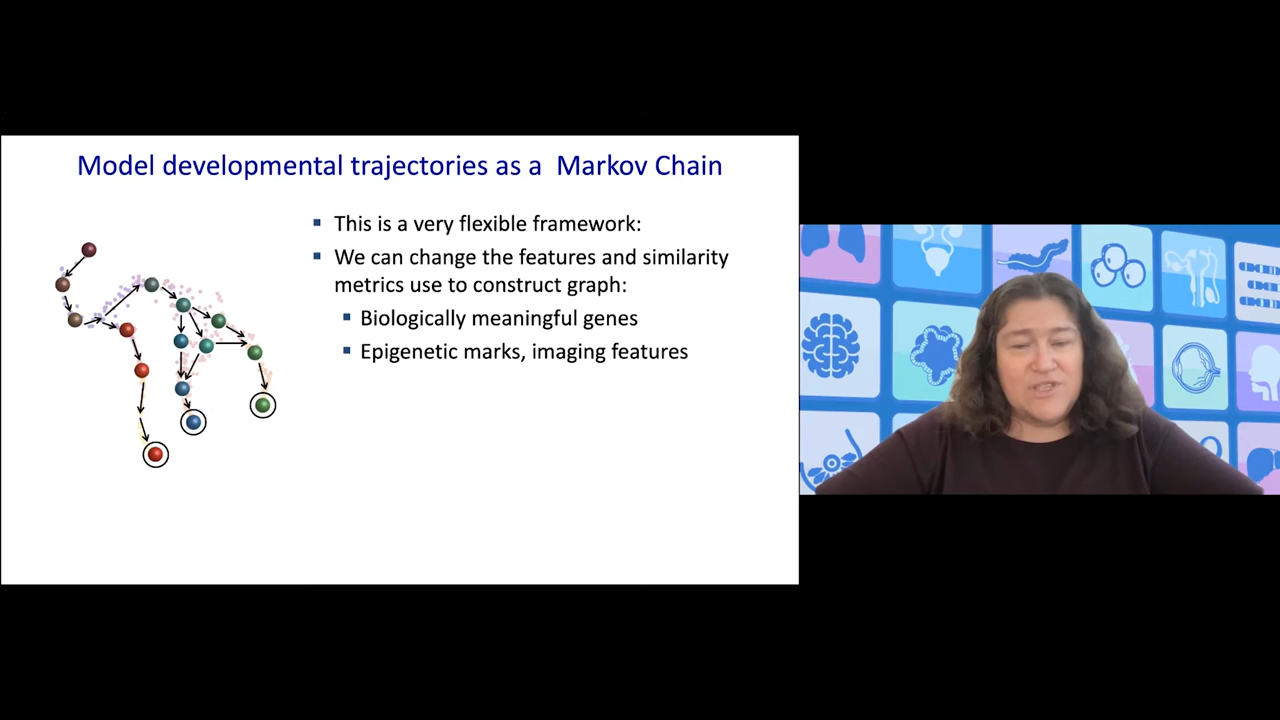 Model developmental trajectories as a Markov Chain
This is a very flexible framework:
We can change the features and similarity
metrics use to construct graph:
Biologically meaningful genes
Epigenetic marks, imaging features